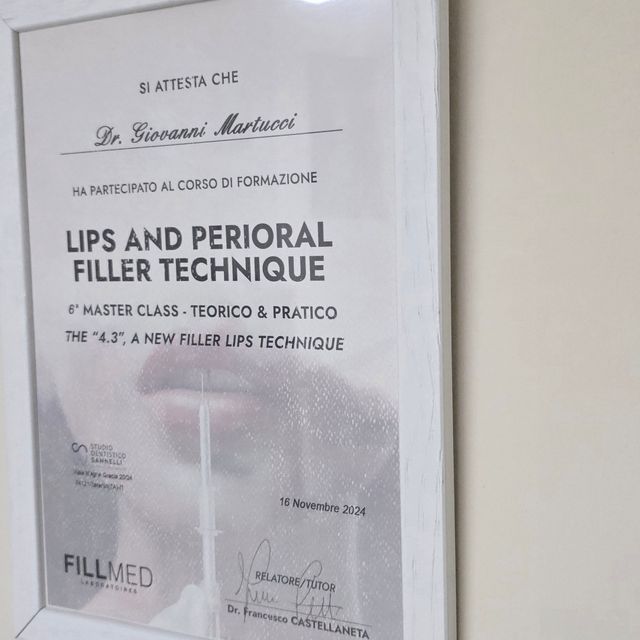 SI ATTESTA CHE
Dr. Giovanni Martucci
HA PARTECIPATO AL CORSO DI FORMAZIONE
LIPS AND PERIORAL
FILLER TECHNIQUE
6° MASTER CLASS - TEORICO & PRATICO
THE “4.3”, A NEW FILLER LIPS TECHNIQUE
STUDIO
DENTISTICO
SANNELLI
16 Novembre 2024
FILLMED
LABORATOIRES
RELATORE/TUTOR
Dr. Francesco CASTELLANETA